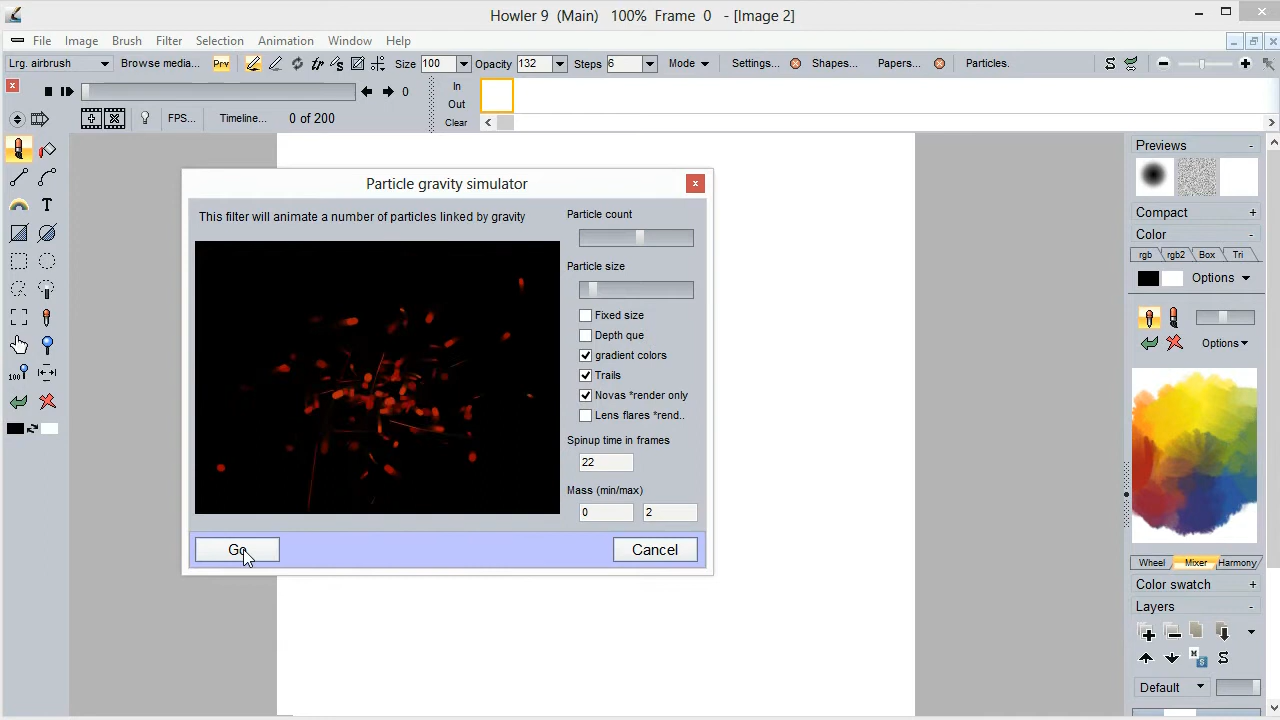 Howler 9 (Main) 100% Frame 0 - [Image 2]
File Image Brush Filter Selection Animation Window Help
Lrg. airbrush Browse media... Prv Size 100 Opacity 132 Steps 6 Mode Settings... Shapes... Papers... Particles.
0
In
Out
Clear
FPS... Timeline... 0 of 200
Particle gravity simulator
This filter will animate a number of particles linked by gravity
Particle count
Particle size
Fixed size
Depth que
gradient colors
Trails
Novas *render only
Lens flares *rend..
Spinup time in frames
22
Mass (min/max)
0 2
Go Cancel
T
100
Previews -
Compact +
Color -
rgb rgb2 Box Tri
Options
Options
Wheel Mixer Harmony
Color swatch +
Layers -
M S
Default